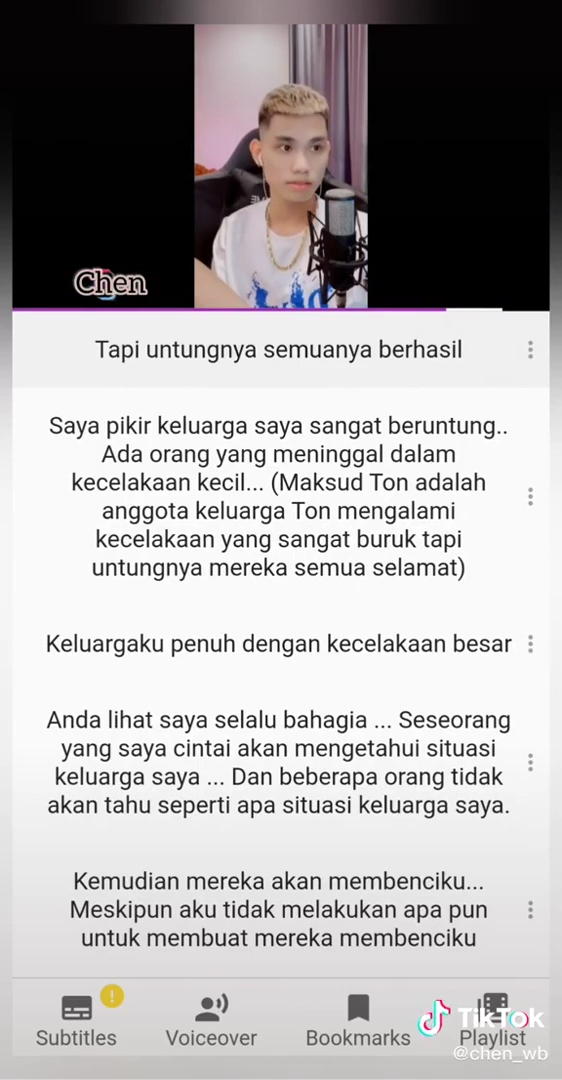 Chen
Tapi untungnya semuanya berhasil
Saya pikir keluarga saya sangat beruntung..
Ada orang yang meninggal dalam
kecelakaan kecil... (Maksud Ton adalah
anggota keluarga Ton mengalami
kecelakaan yang sangat buruk tapi
untungnya mereka semua selamat)
Keluargaku penuh dengan kecelakaan besar
Anda lihat saya selalu bahagia ... Seseorang
yang saya cintai akan mengetahui situasi
keluarga saya ... Dan beberapa orang tidak
akan tahu seperti apa situasi keluarga saya.
Kemudian mereka akan membenciku...
Meskipun aku tidak melakukan apa pun
untuk membuat mereka membenciku
Subtitles
Voiceover
Bookmarks
Playlist
TikTok
@chen_wb